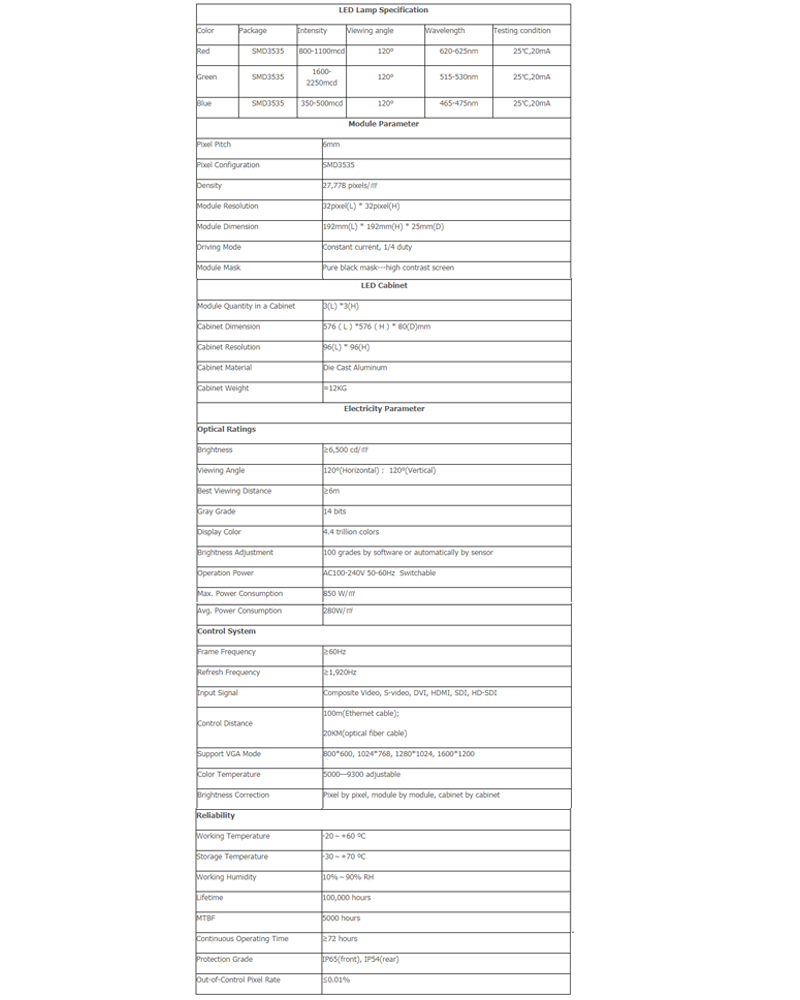 LED Lamp Specification
Color Package Intensity Viewing angle Wavelength Testing condition
Red SMD3535 800-1100mcd 120º 620-625nm 25℃,20mA
Green SMD3535 1600-2250mcd 120º 515-530nm 25℃,20mA
Blue SMD3535 350-500mcd 120º 465-475nm 25℃,20mA
Module Parameter
Pixel Pitch 6mm
Pixel Configuration SMD3535
Density 27,778 pixels/㎡
Module Resolution 32pixel(L) * 32pixel(H)
Module Dimension 192mm(L) * 192mm(H) * 25mm(D)
Driving Mode Constant current, 1/4 duty
Module Mask Pure black mask---high contrast screen
LED Cabinet
Module Quantity in a Cabinet 3(L) *3(H)
Cabinet Dimension 576 ( L ) *576 ( H ) * 80(D)mm
Cabinet Resolution 96(L) * 96(H)
Cabinet Material Die Cast Aluminum
Cabinet Weight =12KG
Electricity Parameter
Optical Ratings
Brightness ≥6,500 cd/㎡
Viewing Angle 120º(Horizontal) ; 120º(Vertical)
Best Viewing Distance ≥6m
Gray Grade 14 bits
Display Color 4.4 trillion colors
Brightness Adjustment 100 grades by software or automatically by sensor
Operation Power AC100-240V 50-60Hz Switchable
Max. Power Consumption 850 W/㎡
Avg. Power Consumption 280W/㎡
Control System
Frame Frequency ≥60Hz
Refresh Frequency ≥1,920Hz
Input Signal Composite Video, S-video, DVI, HDMI, SDI, HD-SDI
Control Distance 100m(Ethernet cable);
20KM(optical fiber cable)
Support VGA Mode 800*600, 1024*768, 1280*1024, 1600*1200
Color Temperature 5000—9300 adjustable
Brightness Correction Pixel by pixel, module by module, cabinet by cabinet
Reliability
Working Temperature -20～+60 ºC
Storage Temperature -30～+70 ºC
Working Humidity 10%～90% RH
Lifetime 100,000 hours
MTBF 5000 hours
Continuous Operating Time ≥72 hours
Protection Grade IP65(front), IP54(rear)
Out-of-Control Pixel Rate ≤0.01%